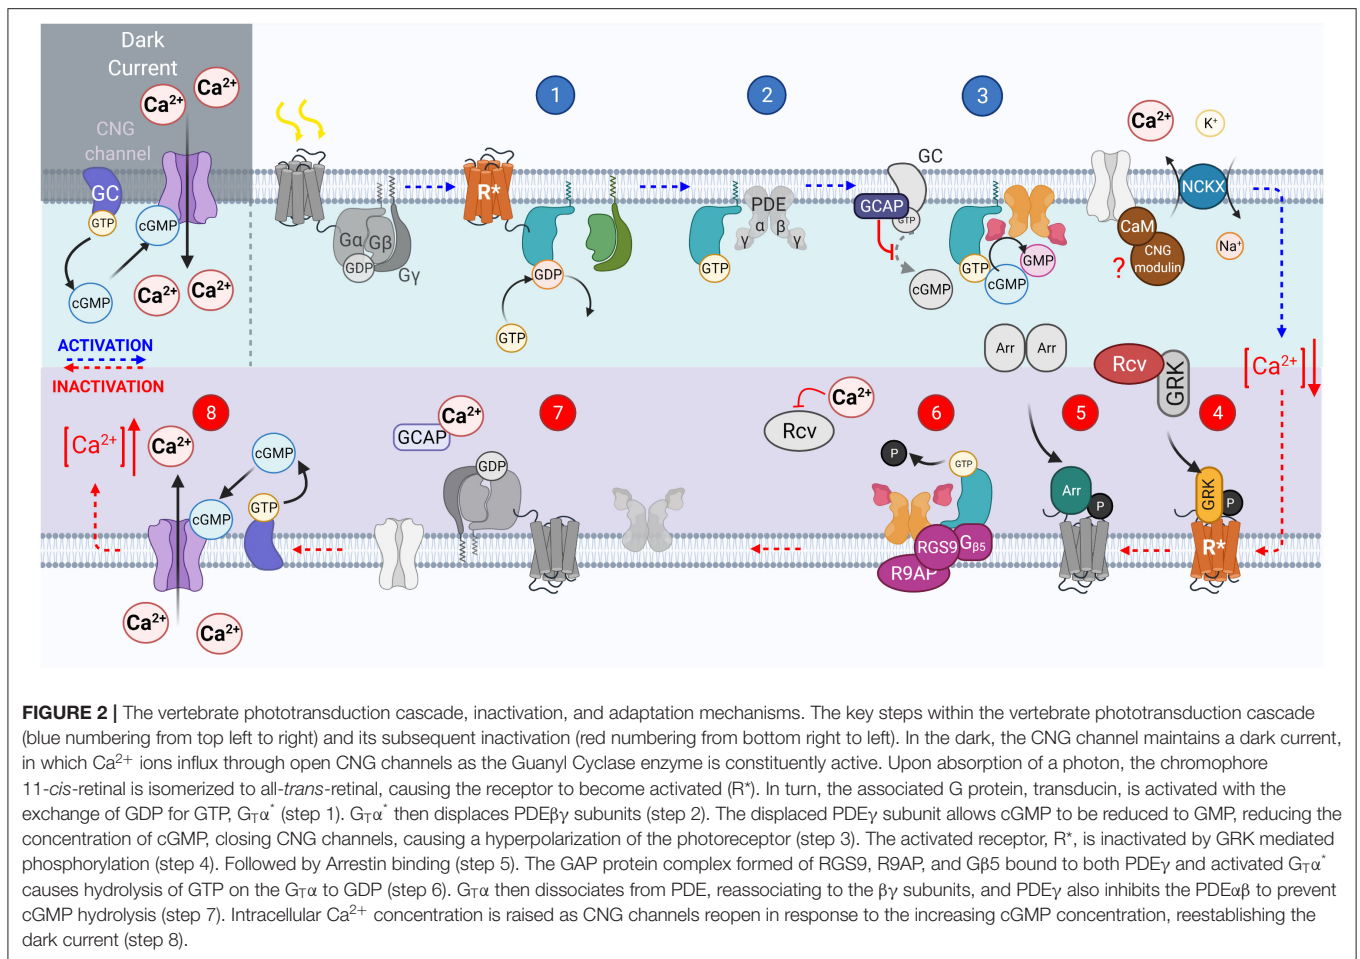 Dark
Current
Ca2+
Ca2+
CNG
channel
GC
GTP
cGMP
cGMP
Ca2+
Ca2+
Gα
Gβ
GDP
Gγ
1
R*
GDP
GTP
2
PDE
α
β
γ
γ
GTP
3
GC
GCAP
GTP
cGMP
GTP
cGMP
GMP
Ca2+
K+
NCKX
CaM
CNG
modulin
?
Na+
ACTIVATION
INACTIVATION
[Ca2+]
4
Rcv
GRK
GRK
P
R*
Arr
Arr
5
Arr
P
6
Ca2+
Rcv
P
GTP
RGS9
Gβ5
R9AP
7
Ca2+
GCAP
GDP
8
[Ca2+]
Ca2+
cGMP
cGMP
GTP
Ca2+
Ca2+
FIGURE 2 | The vertebrate phototransduction cascade, inactivation, and adaptation mechanisms. The key steps within the vertebrate phototransduction cascade
(blue numbering from top left to right) and its subsequent inactivation (red numbering from bottom right to left). In the dark, the CNG channel maintains a dark current,
in which Ca2+ ions influx through open CNG channels as the Guanyl Cyclase enzyme is constituently active. Upon absorption of a photon, the chromophore
11-cis-retinal is isomerized to all-trans-retinal, causing the receptor to become activated (R*). In turn, the associated G protein, transducin, is activated with the
exchange of GDP for GTP, GTα* (step 1). GTα* then displaces PDEβγ subunits (step 2). The displaced PDEγ subunit allows cGMP to be reduced to GMP, reducing the
concentration of cGMP, closing CNG channels, causing a hyperpolarization of the photoreceptor (step 3). The activated receptor, R*, is inactivated by GRK mediated
phosphorylation (step 4). Followed by Arrestin binding (step 5). The GAP protein complex formed of RGS9, R9AP, and Gβ5 bound to both PDEγ and activated GTα*
causes hydrolysis of GTP on the GTα to GDP (step 6). GTα then dissociates from PDE, reassociating to the βγ subunits, and PDEγ also inhibits the PDEαβ to prevent
cGMP hydrolysis (step 7). Intracellular Ca2+ concentration is raised as CNG channels reopen in response to the increasing cGMP concentration, reestablishing the
dark current (step 8).